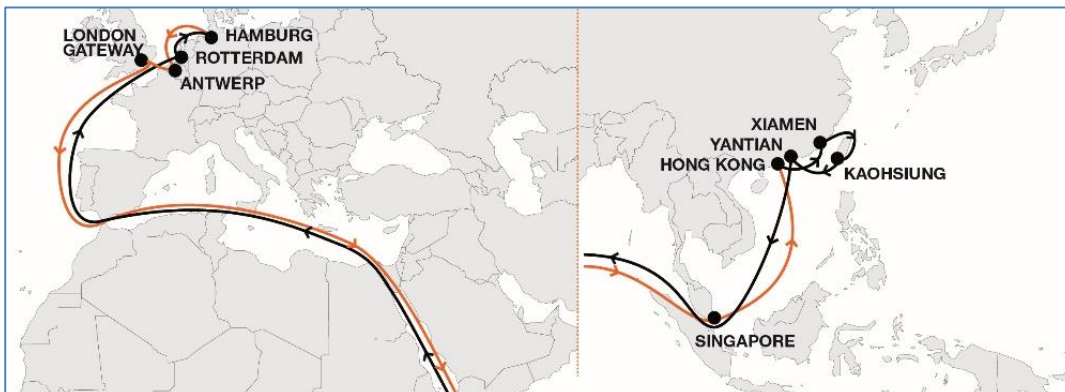 LONDON
GATEWAY
HAMBURG
ROTTERDAM
ANTWERP
XIAMEN
YANTIAN
HONG KONG
KAOHSIUNG
SINGAPORE